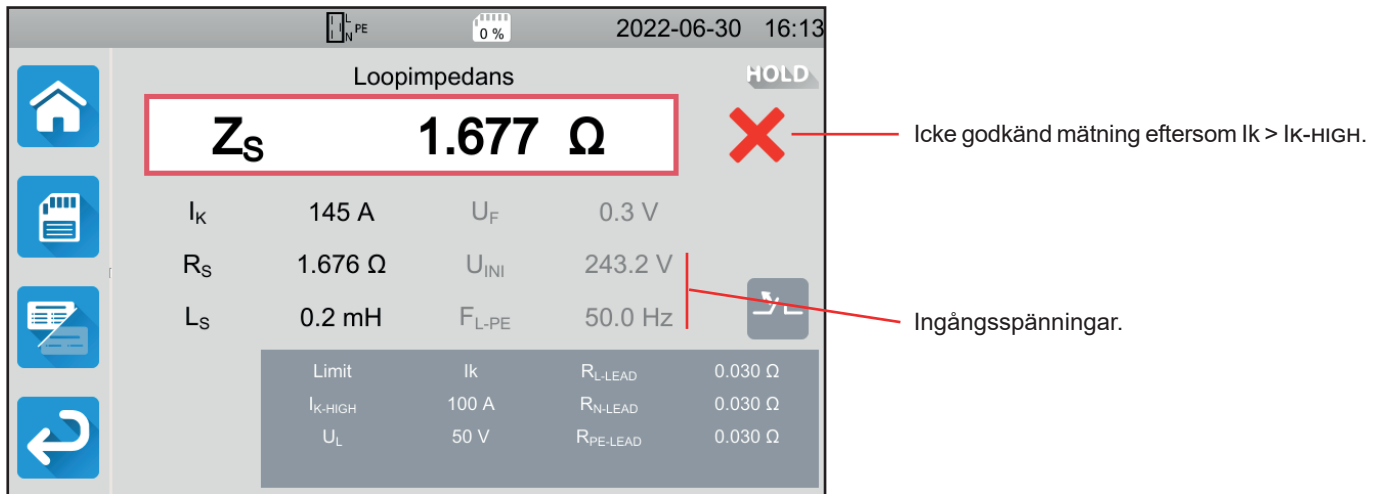 L
N PE
0 %
2022-06-30 16:13
Loopimpedans
HOLD
ZS 1.677 Ω
Icke godkänd mätning eftersom Ik > IK-HIGH.
IK 145 A UF 0.3 V
RS 1.676 Ω UINI 243.2 V
LS 0.2 mH FL-PE 50.0 Hz
Ingångsspänningar.
Limit Ik RL-LEAD 0.030 Ω
IK-HIGH 100 A RN-LEAD 0.030 Ω
UL 50 V RPE-LEAD 0.030 Ω